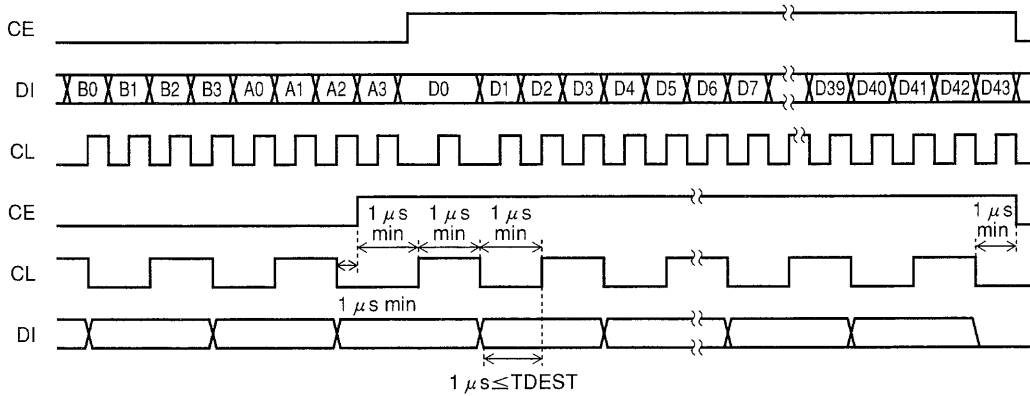 CE
DI B0 B1 B2 B3 A0 A1 A2 A3 D0 D1 D2 D3 D4 D5 D6 D7 D39 D40 D41 D42 D43
CL
CE
1 μs min
1 μs min
1 μs min
1 μs min
CL
1 μs min
DI
1 μs≤TDEST